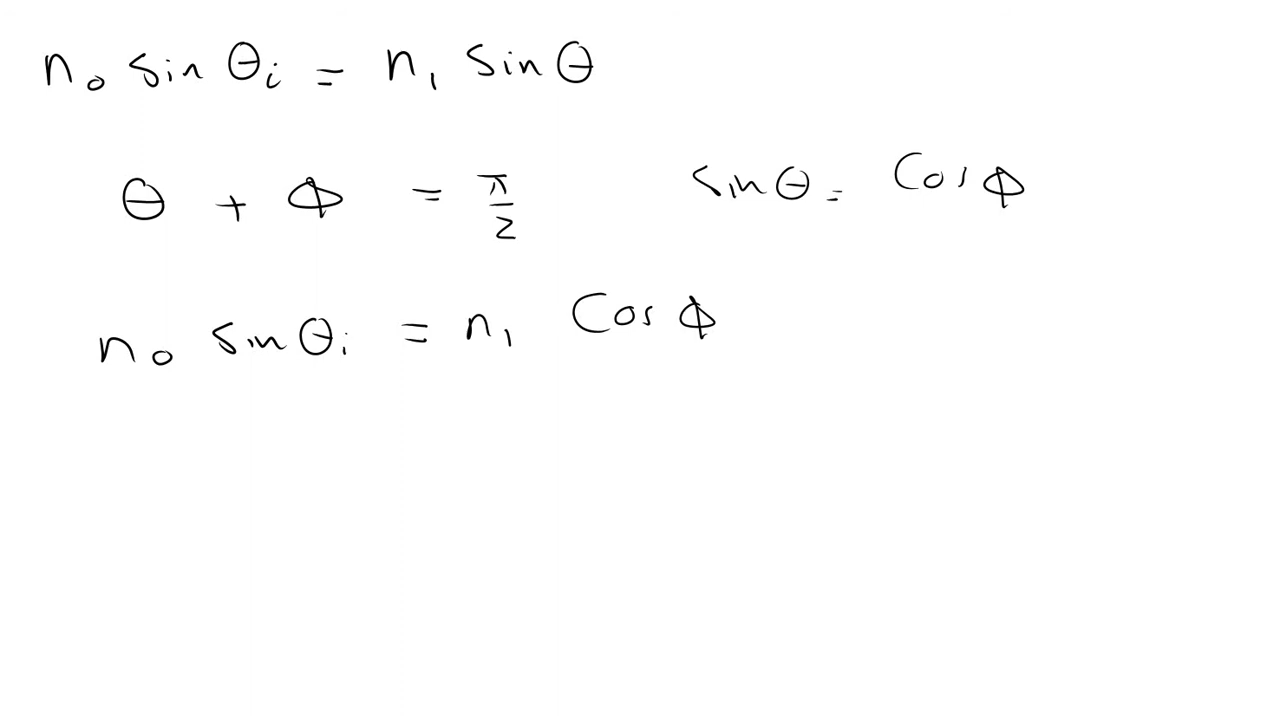 n₀ sin θᵢ = n₁ sin θ
θ + ϕ = π/2 sin θ = Cos ϕ
n₀ sin θᵢ = n₁ Cos ϕ